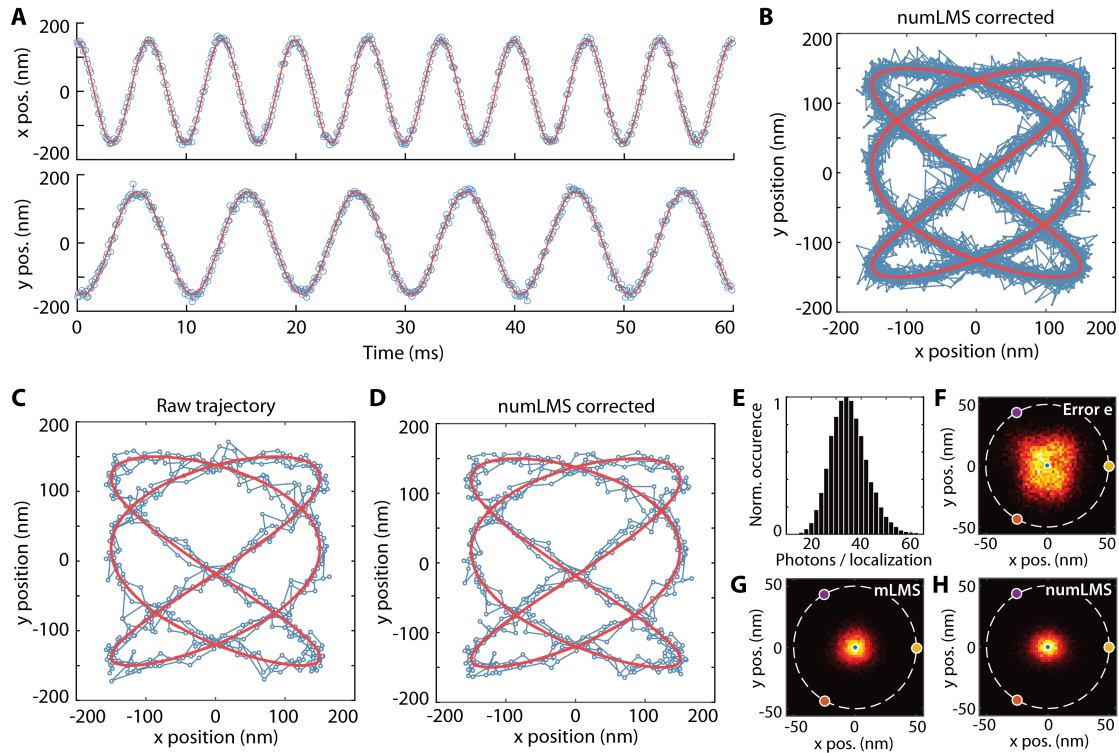 A
200
0
-200
x pos. (nm)
200
0
-200
y pos. (nm)
0
10
20
30
40
50
60
Time (ms)
B
numLMS corrected
200
100
0
-100
-200
y position (nm)
-200
-100
0
100
200
x position (nm)
C
Raw trajectory
200
100
0
-100
-200
y position (nm)
-200
-100
0
100
200
x position (nm)
D
numLMS corrected
200
100
0
-100
-200
y position (nm)
-200
-100
0
100
200
x position (nm)
E
1
0
Norm. occurence
20
40
60
Photons / localization
F
Error e
50
0
-50
y pos. (nm)
-50
0
50
x pos. (nm)
G
mLMS
50
0
-50
y pos. (nm)
-50
0
50
x pos. (nm)
H
numLMS
50
0
-50
y pos. (nm)
-50
0
50
x pos. (nm)